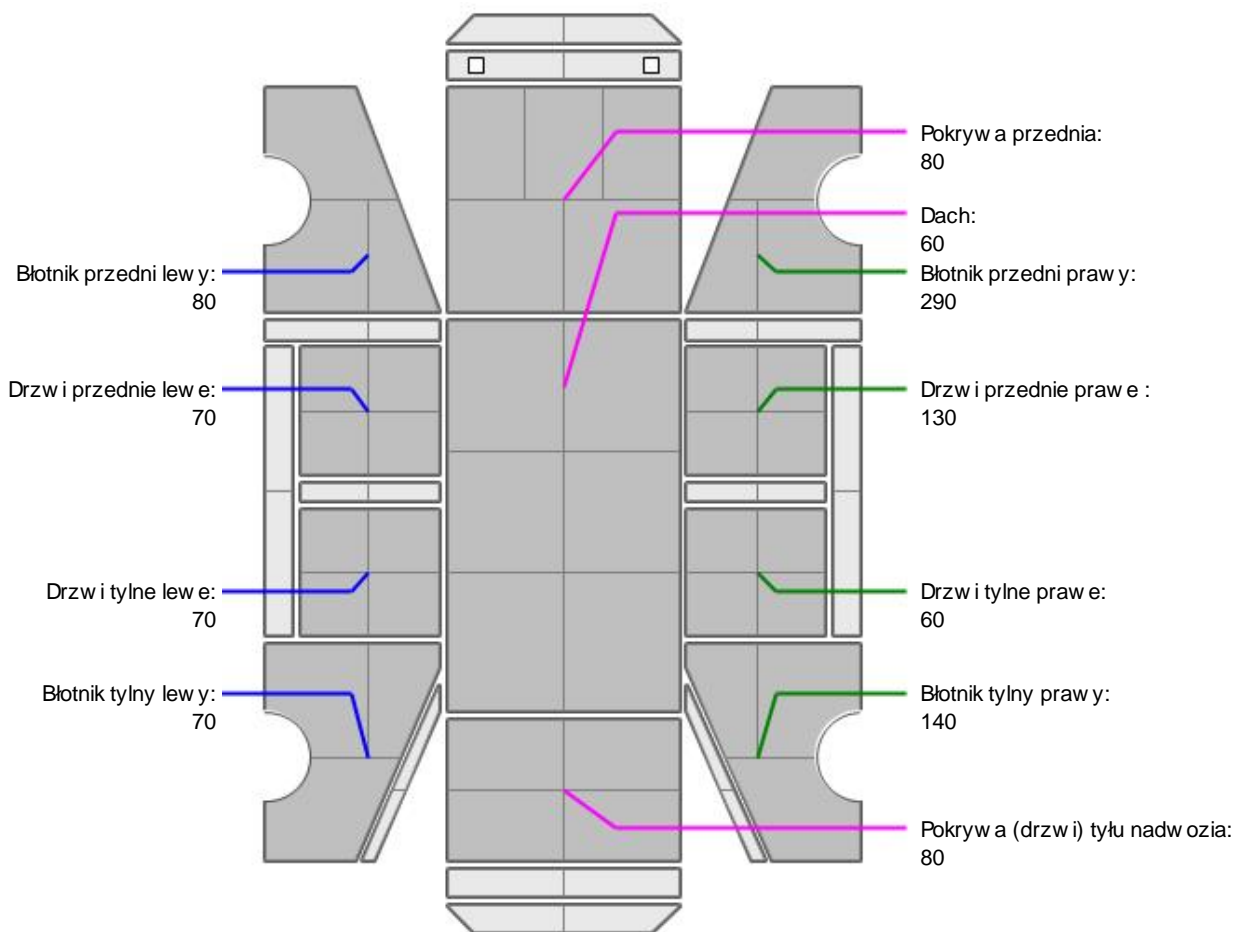 Pokrywa przednia:
80
Dach:
60
Błotnik przedni lewy:
80
Błotnik przedni prawy:
290
Drzwi przednie lewe:
70
Drzwi przednie prawe :
130
Drzwi tylne lewe:
70
Drzwi tylne prawe:
60
Błotnik tylny lewy:
70
Błotnik tylny prawy:
140
Pokrywa (drzwi) tyłu nadwozia:
80